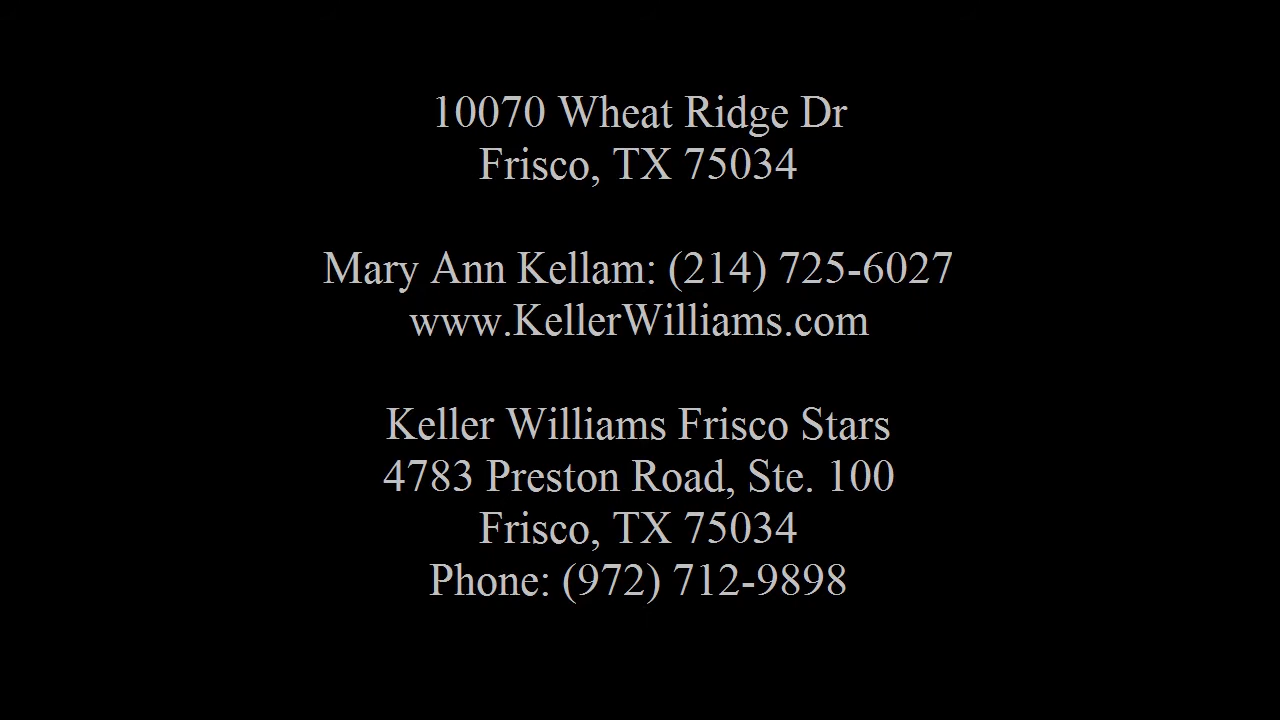 10070 Wheat Ridge Dr
Frisco, TX 75034
Mary Ann Kellam: (214) 725-6027
www.KellerWilliams.com
Keller Williams Frisco Stars
4783 Preston Road, Ste. 100
Frisco, TX 75034
Phone: (972) 712-9898